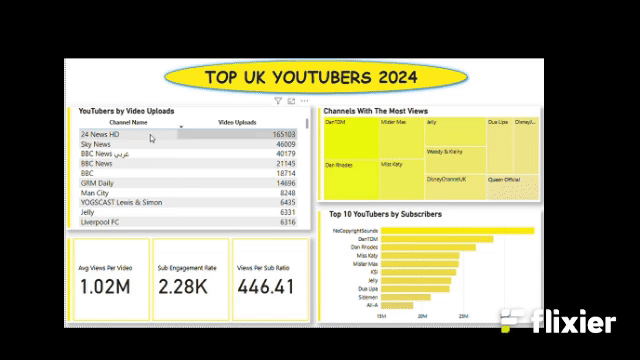 TOP UK YOUTUBERS 2024
YouTubers by Video Uploads
Channel Name Video Uploads
24 News HD 165103
Sky News 46009
BBC News عربي 40179
BBC News 21145
BBC 18714
GRM Daily 14696
Man City 8248
YOGSCAST Lewis & Simon 6435
Jelly 6331
Liverpool FC 6316
Channels With The Most Views
DanTDM
Mister Max
Jelly
Dua Lipa
DisneyJ...
Dan Rhodes
Miss Katy
Woody & Kleiny
DisneyChannelUK
Queen Official
Avg Views Per Video
1.02M
Sub Engagement Rate
2.28K
Views Per Sub Ratio
446.41
Top 10 YouTubers by Subscribers
NoCopyrightSounds
DanTDM
Dan Rhodes
Miss Katy
Mister Max
KSI
Jelly
Dua Lipa
Sidemen
Ali-A
15M 20M 25M
flixier